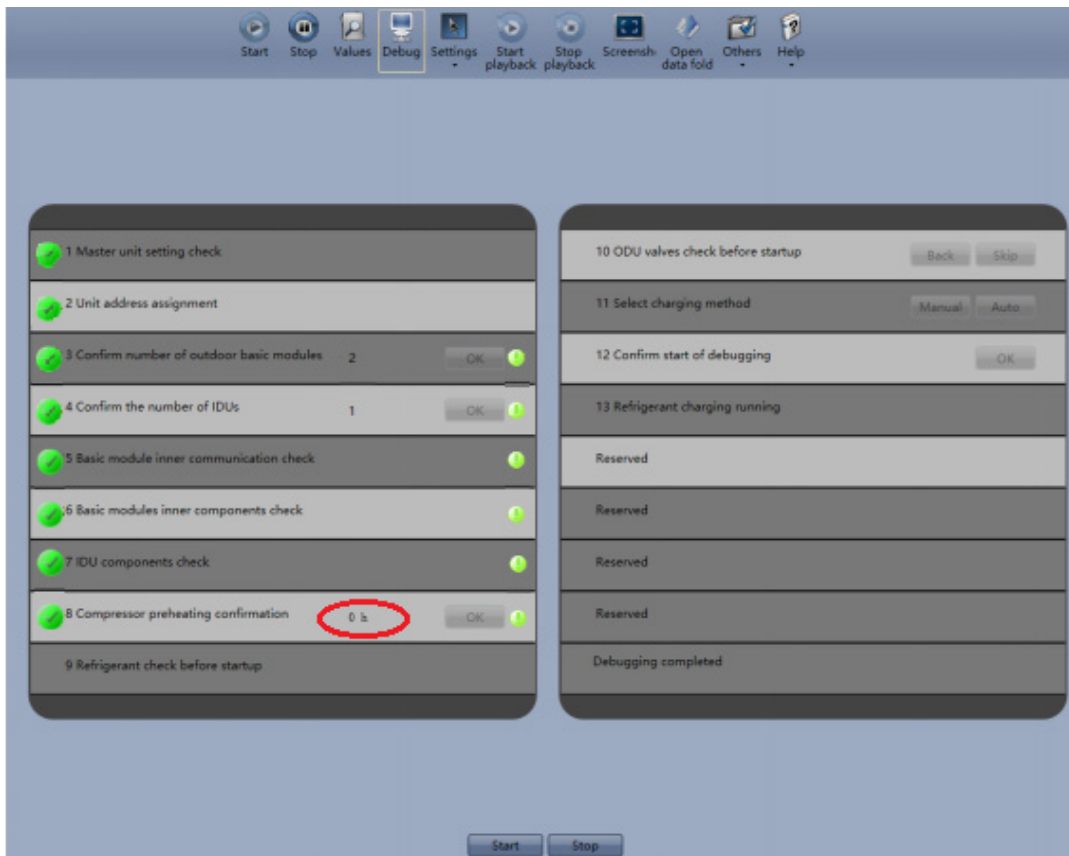 Start
Stop
Values
Debug
Settings
Start
playback
Stop
playback
Screensh
Open
data fold
Others
Help
1 Master unit setting check
2 Unit address assignment
3 Confirm number of outdoor basic modules 2 OK
4 Confirm the number of IDUs 1 OK
5 Basic module inner communication check
6 Basic modules inner components check
7 IDU components check
8 Compressor preheating confirmation 0 h OK
9 Refrigerant check before startup
10 ODU valves check before startup Back Skip
11 Select charging method Manual Auto
12 Confirm start of debugging OK
13 Refrigerant charging running
Reserved
Reserved
Reserved
Reserved
Debugging completed
Start Stop